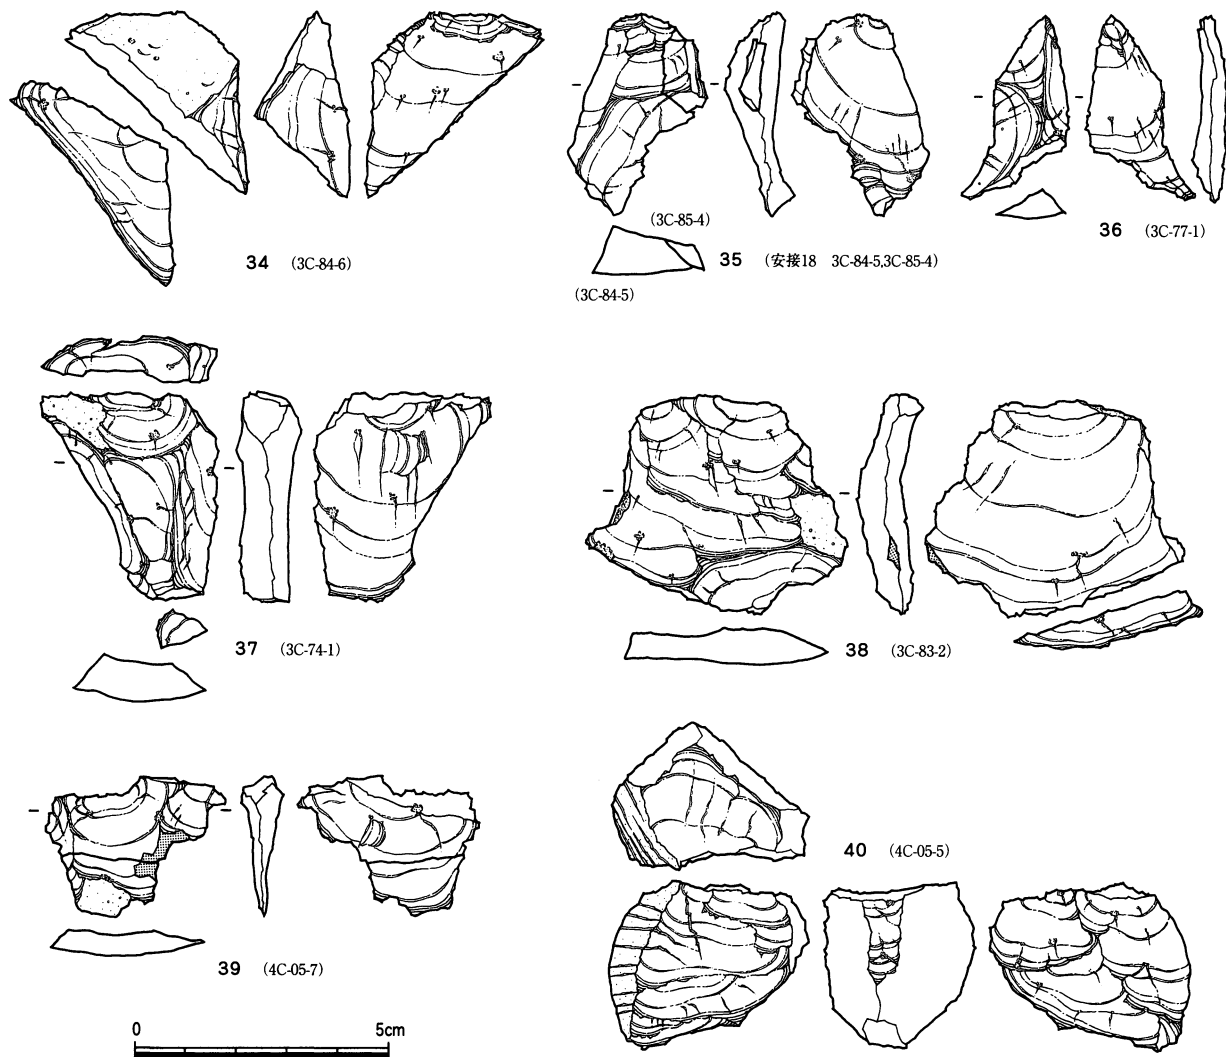 34 (3C-84-6)
(3C-85-4)
35 (安接18 3C-84-5,3C-85-4)
(3C-84-5)
36 (3C-77-1)
37 (3C-74-1)
38 (3C-83-2)
39 (4C-05-7)
40 (4C-05-5)
0 5cm